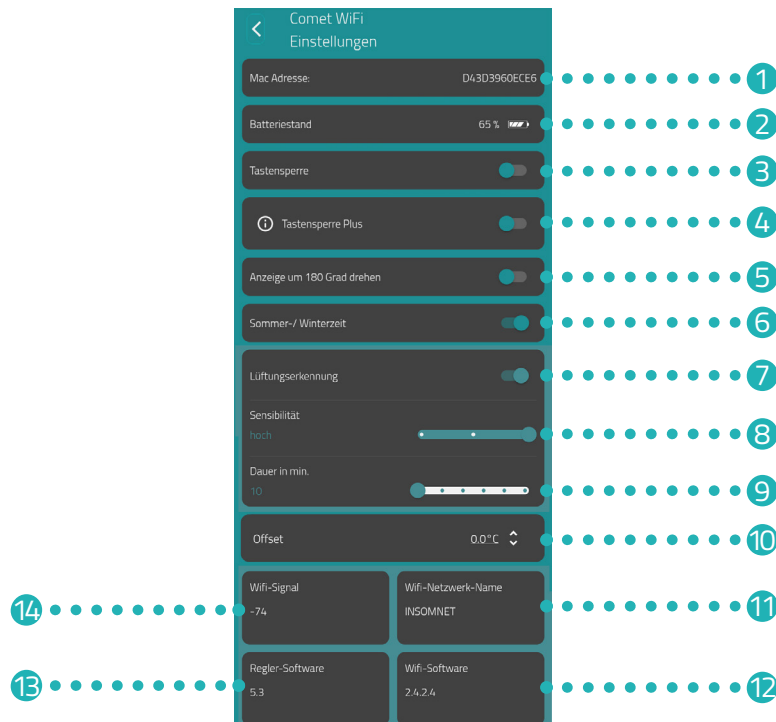 Comet WiFi
Einstellungen
Mac Adresse: D43D3960ECE6 1
Batteriestand 65 % 2
Tastensperre 3
Tastensperre Plus 4
Anzeige um 180 Grad drehen 5
Sommer-/ Winterzeit 6
Lüftungserkennung 7
Sensibilität
hoch 8
Dauer in min.
10 9
Offset 0.0°C 10
14 Wifi-Signal Wifi-Netzwerk-Name 11
-74 INSOMNET
13 Regler-Software Wifi-Software 12
5.3 2.4.2.4